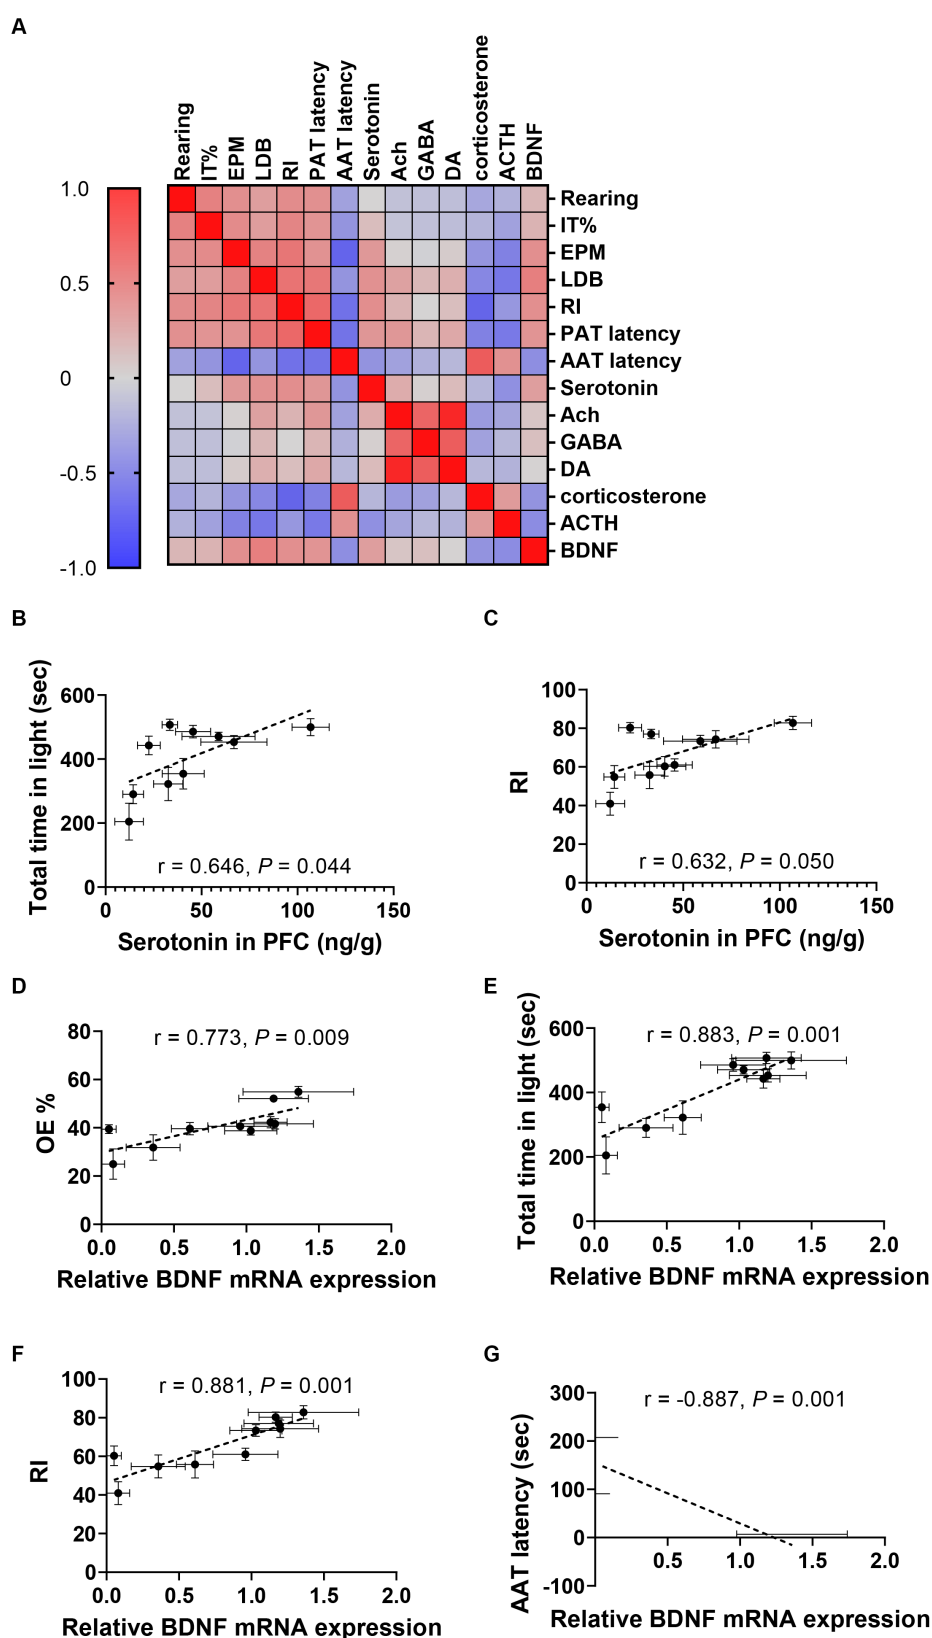 A
Rearing
IT%
EPM
LDB
RI
PAT latency
AAT latency
Serotonin
Ach
GABA
DA
corticosterone
ACTH
BDNF
1.0
0.5
0
-0.5
-1.0
Rearing
IT%
EPM
LDB
RI
PAT latency
AAT latency
Serotonin
Ach
GABA
DA
corticosterone
ACTH
BDNF
B
Total time in light (sec)
600
400
200
0
r = 0.646, P = 0.044
0 50 100 150
Serotonin in PFC (ng/g)
C
RI
100
80
60
40
20
0
r = 0.632, P = 0.050
0 50 100 150
Serotonin in PFC (ng/g)
D
OE %
80
60
40
20
0
r = 0.773, P = 0.009
0.0 0.5 1.0 1.5 2.0
Relative BDNF mRNA expression
E
Total time in light (sec)
600
400
200
0
r = 0.883, P = 0.001
0.0 0.5 1.0 1.5 2.0
Relative BDNF mRNA expression
F
RI
100
80
60
40
20
0
r = 0.881, P = 0.001
0.0 0.5 1.0 1.5 2.0
Relative BDNF mRNA expression
G
AAT latency (sec)
300
200
100
0
-100
r = -0.887, P = 0.001
0.5 1.0 1.5 2.0
Relative BDNF mRNA expression